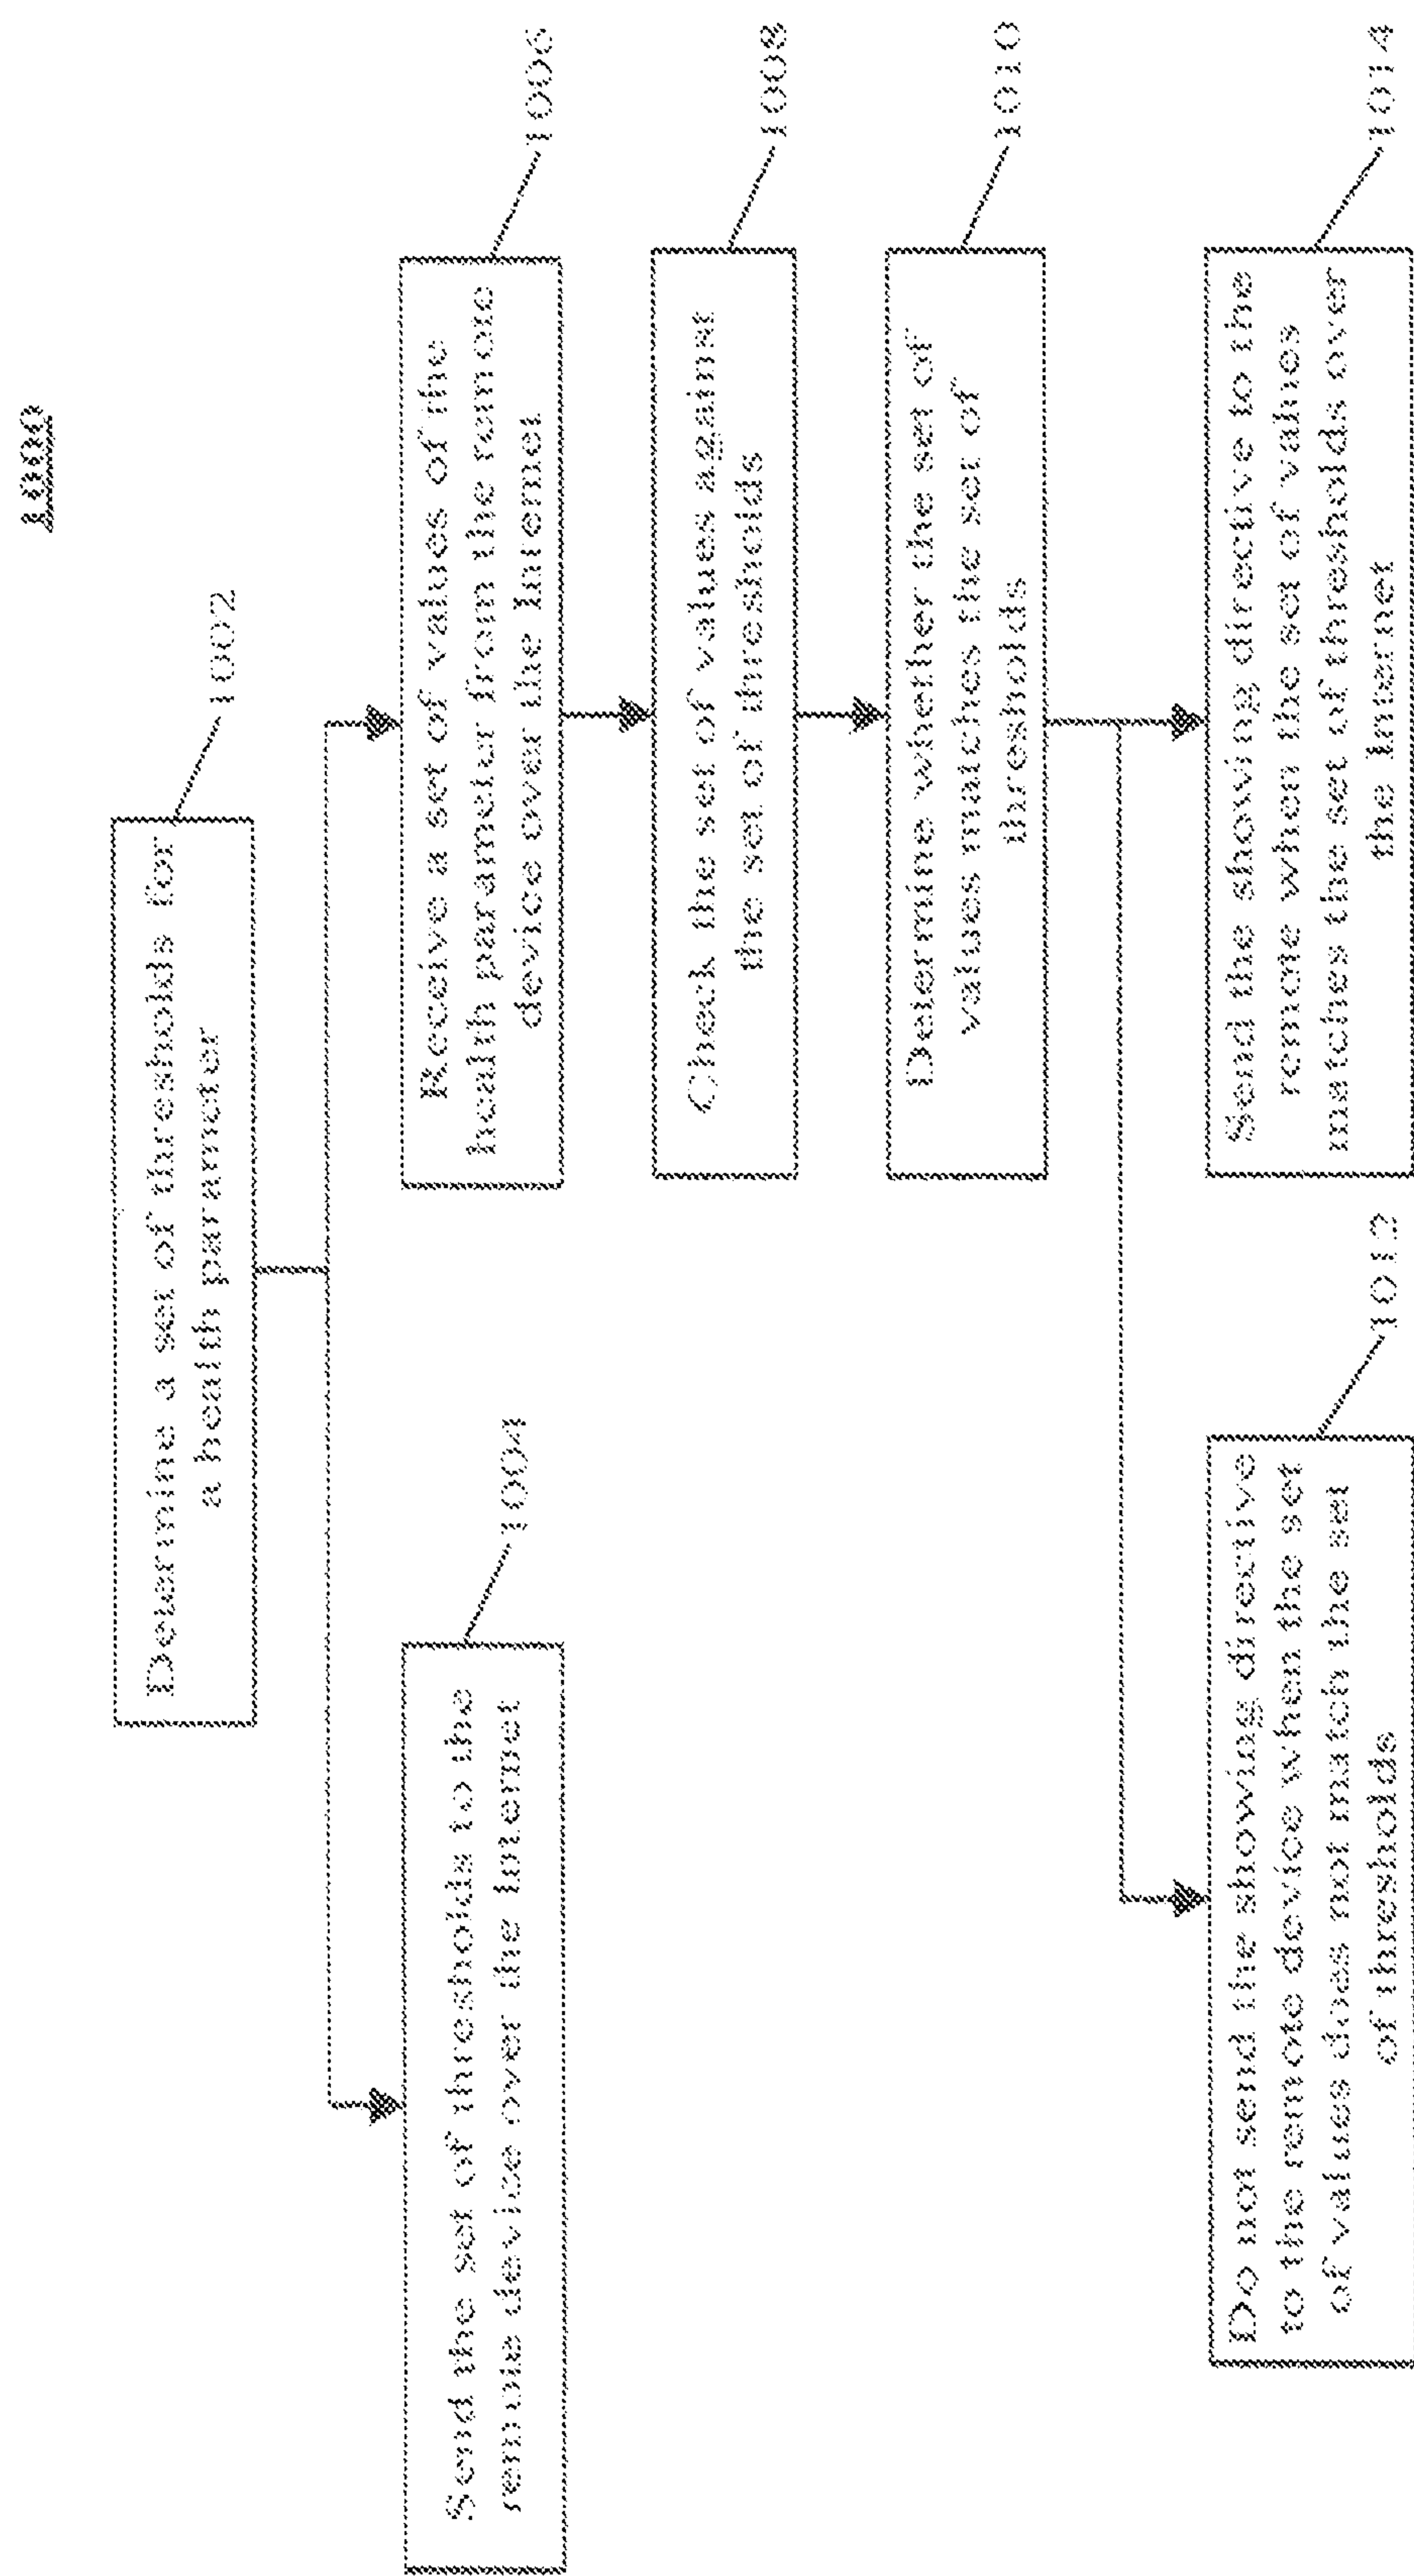 1000
Determine a set of thresholds for
a health parameter
1002
Send the set of thresholds to the
remote device over the Internet
1004
Receive a set of values of the
health parameter from the remote
device over the Internet
1006
Check the set of values against
the set of thresholds
1008
Determine whether the set of
values matches the set of
thresholds
1010
Do not send the showing directive
to the remote device when the set
of values does not match the set
of thresholds
1012
Send the showing directive to the
remote when the set of values
matches the set of thresholds over
the Internet
1014